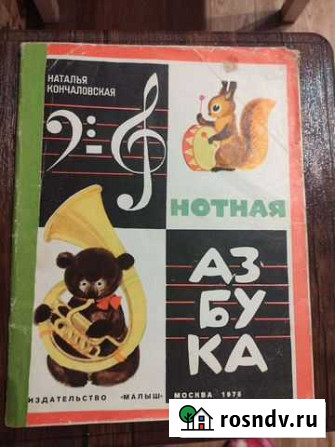 НАТАЛЬЯ
КОНЧАЛОВСКАЯ
НОТНАЯ
АЗ
БУ
КА
ИЗДАТЕЛЬСТВО «МАЛЫШ» МОСКВА 1978
rosndv.ru